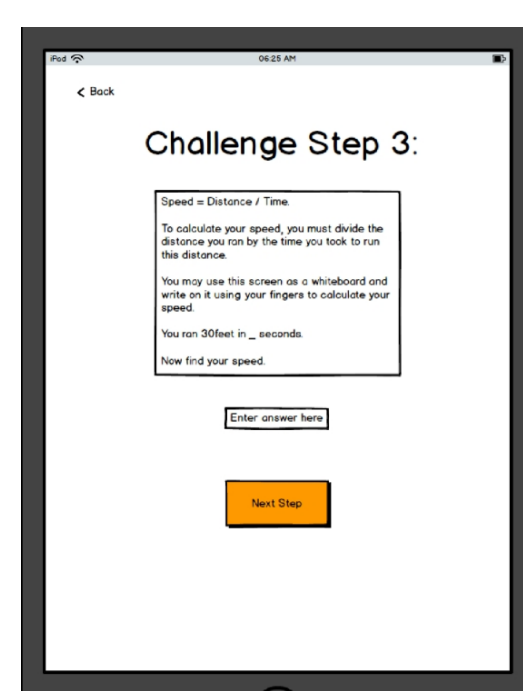 iPod 06:25 AM
Back
Challenge Step 3:
Speed = Distance / Time.
To calculate your speed, you must divide the
distance you ran by the time you took to run
this distance.
You may use this screen as a whiteboard and
write on it using your fingers to calculate your
speed.
You ran 30feet in _ seconds.
Now find your speed.
Enter answer here
Next Step